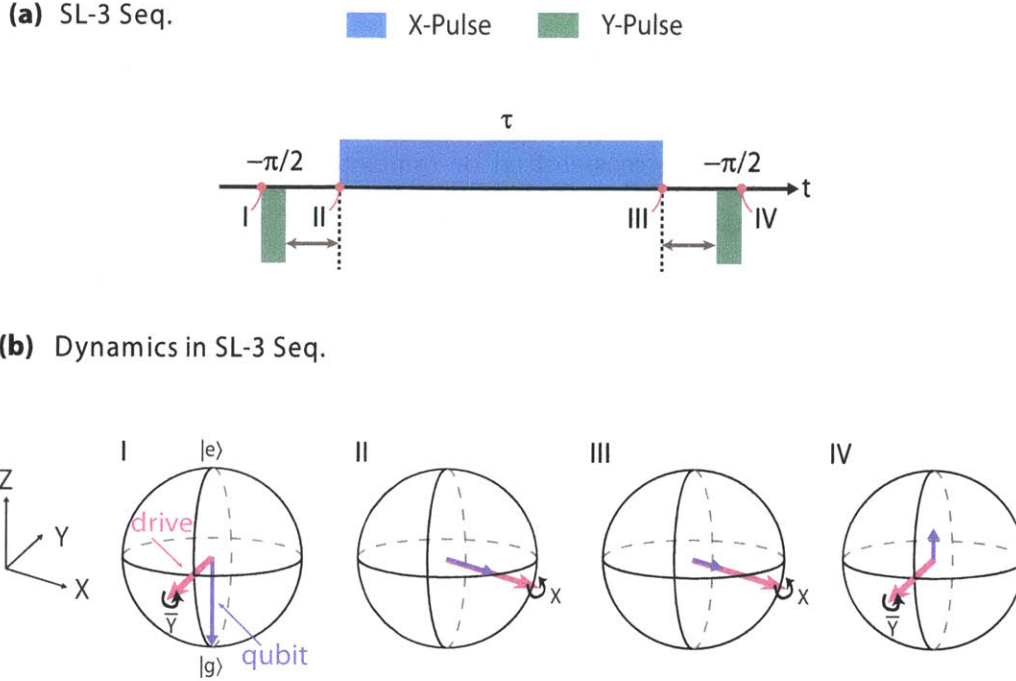 (a) SL-3 Seq.
X-Pulse
Y-Pulse
τ
−π/2
−π/2
t
I
II
III
IV
(b) Dynamics in SL-3 Seq.
I
II
III
IV
Z
Y
X
|e⟩
drive
Y̅
qubit
|g⟩
X
X
Y̅